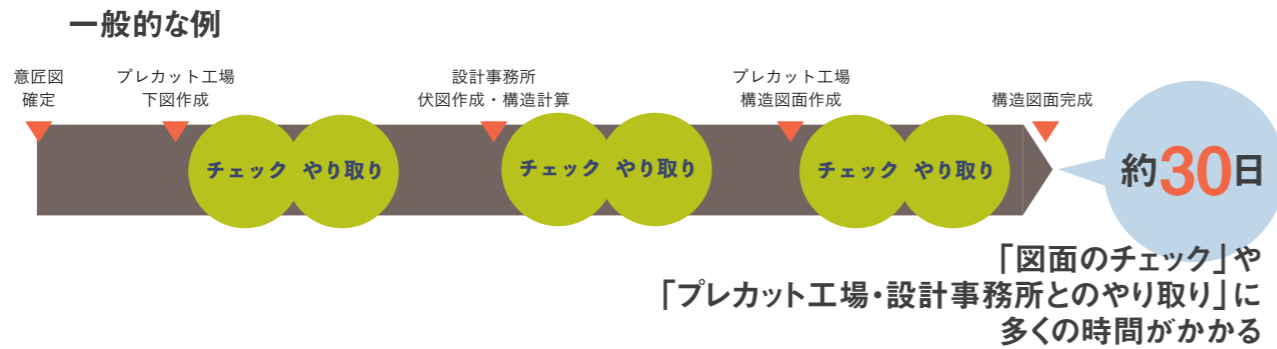 一般的な例
意匠図
確定
プレカット工場
下図作成
設計事務所
伏図作成・構造計算
プレカット工場
構造図面作成
構造図面完成
チェック やり取り
チェック やり取り
チェック やり取り
約30日
「図面のチェック」や
「プレカット工場・設計事務所とのやり取り」に
多くの時間がかかる